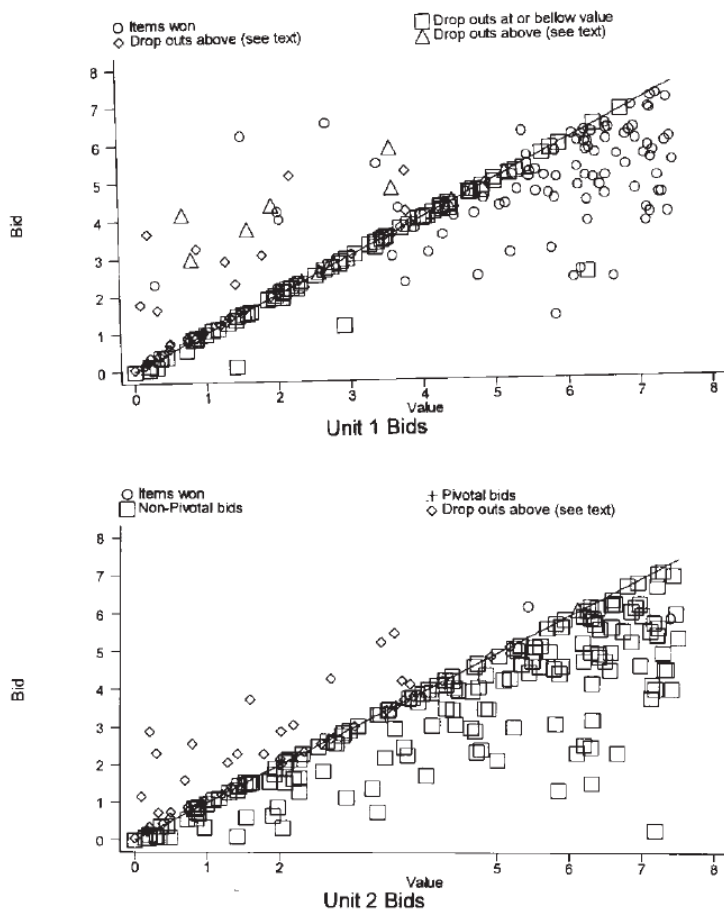 Items won
Drop outs above (see text)
Drop outs at or bellow value
Drop outs above (see text)
8
7
6
5
4
3
2
1
0
Bid
0 1 2 3 4 5 6 7 8
Value
Unit 1 Bids
Items won
Non-Pivotal bids
Pivotal bids
Drop outs above (see text)
8
7
6
5
4
3
2
1
0
Bid
0 1 2 5 6 7 8
Value
Unit 2 Bids